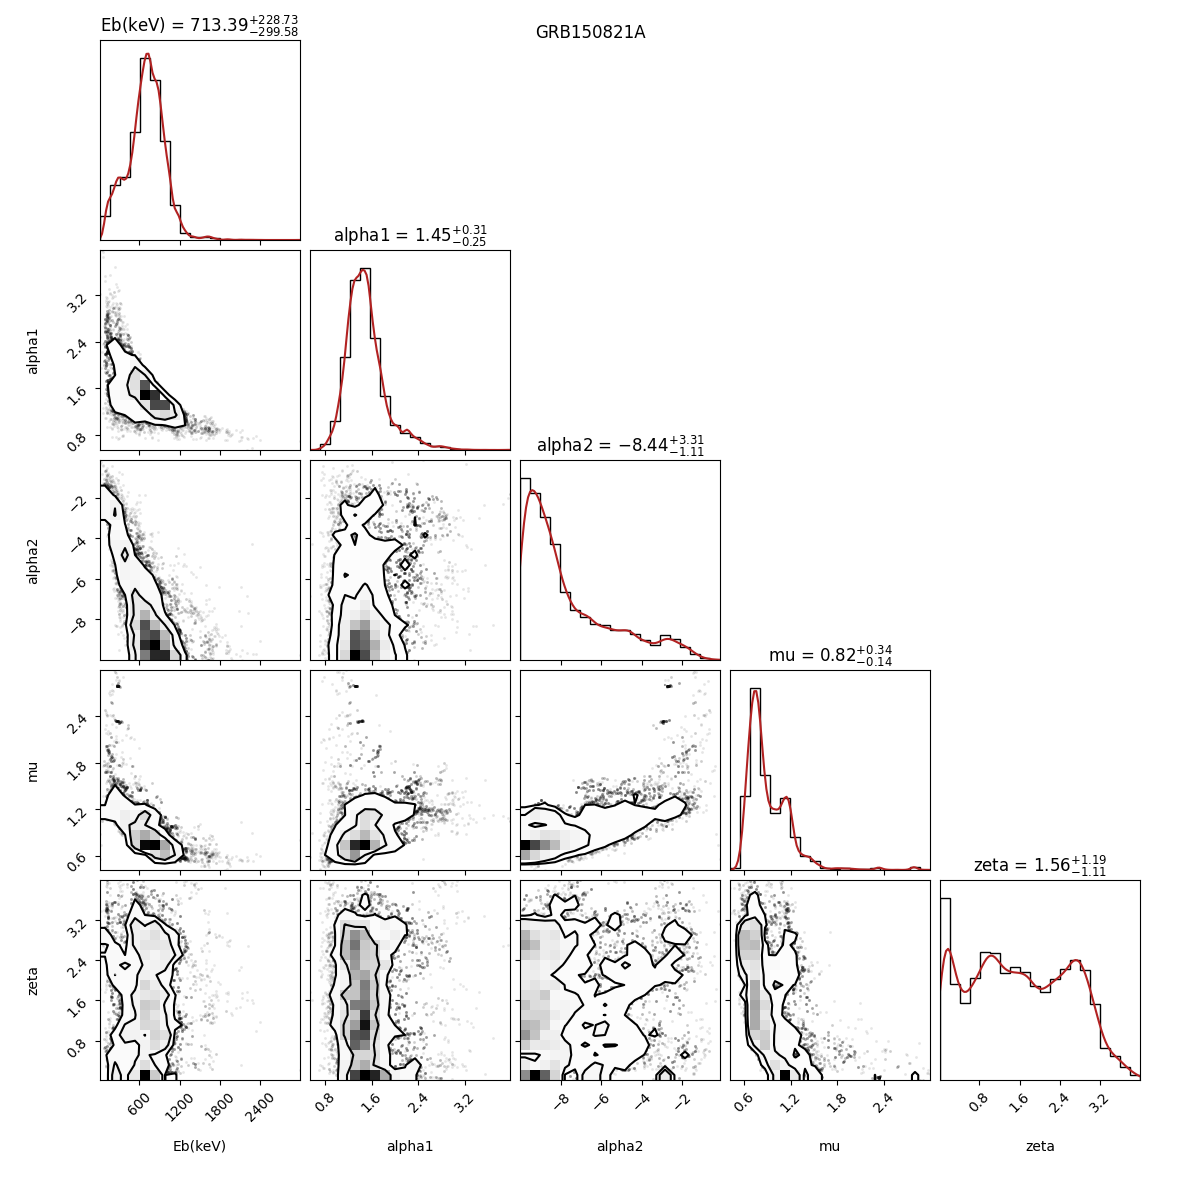 Eb(keV) = 713.39+228.73−299.58
GRB150821A
alpha1 = 1.45+0.31−0.25
alpha1
3.2
2.4
1.6
0.8
alpha2 = −8.44+3.31−1.11
alpha2
−2
−4
−6
−8
mu = 0.82+0.34−0.14
mu
2.4
1.8
1.2
0.6
zeta = 1.56+1.19−1.11
zeta
3.2
2.4
1.6
0.8
600 1200 1800 2400 0.8 1.6 2.4 3.2 −8 −6 −4 −2 0.6 1.2 1.8 2.4 0.8 1.6 2.4 3.2
Eb(keV) alpha1 alpha2 mu zeta